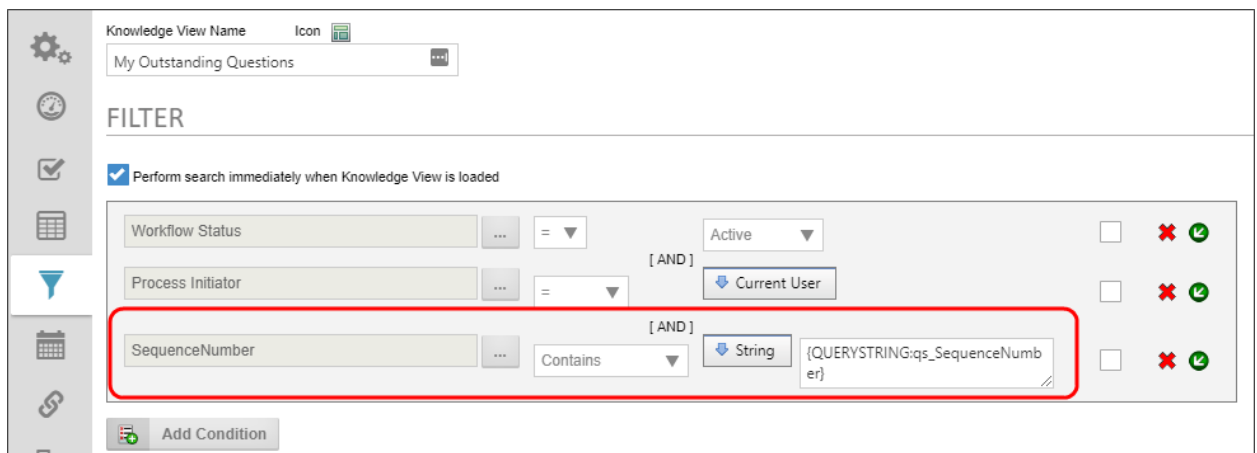 Knowledge View Name Icon
My Outstanding Questions
FILTER
Perform search immediately when Knowledge View is loaded
Workflow Status ... = Active
[ AND ]
Process Initiator ... = Current User
[ AND ]
SequenceNumber ... Contains String {QUERYSTRING:qs_SequenceNumb
er}
Add Condition